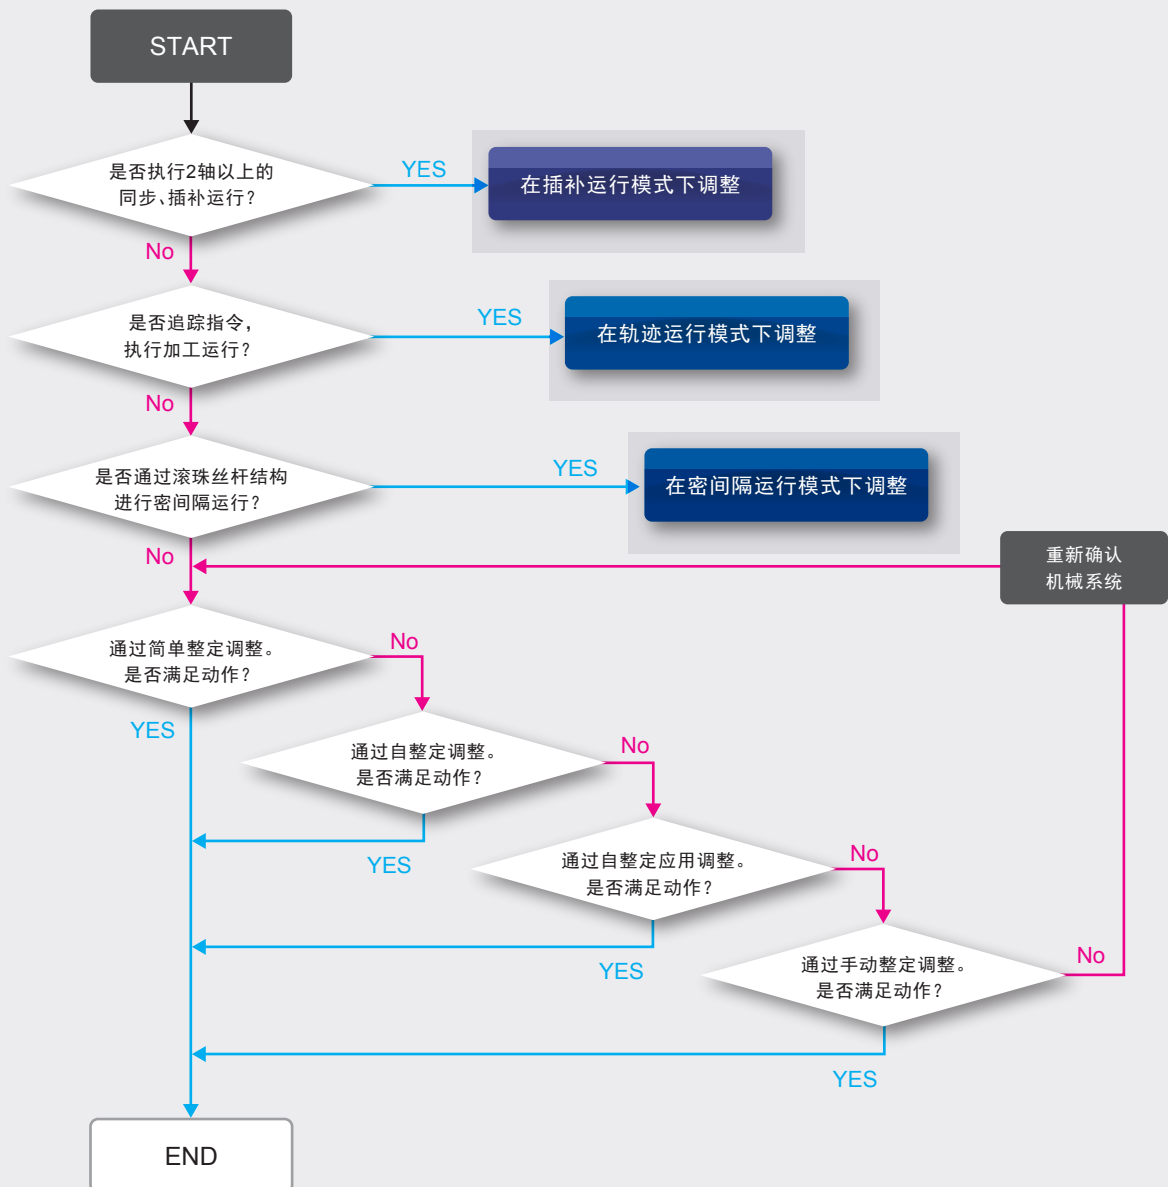 START
是否执行2轴以上的
同步、插补运行?
YES
在插补运行模式下调整
No
是否追踪指令，
执行加工运行?
YES
在轨迹运行模式下调整
No
是否通过滚珠丝杆结构
进行密间隔运行?
YES
在密间隔运行模式下调整
No
重新确认
机械系统
通过简单整定调整。
是否满足动作?
No
YES
通过自整定调整。
是否满足动作?
No
YES
通过自整定应用调整。
是否满足动作?
No
YES
通过手动整定调整。
是否满足动作?
No
YES
END